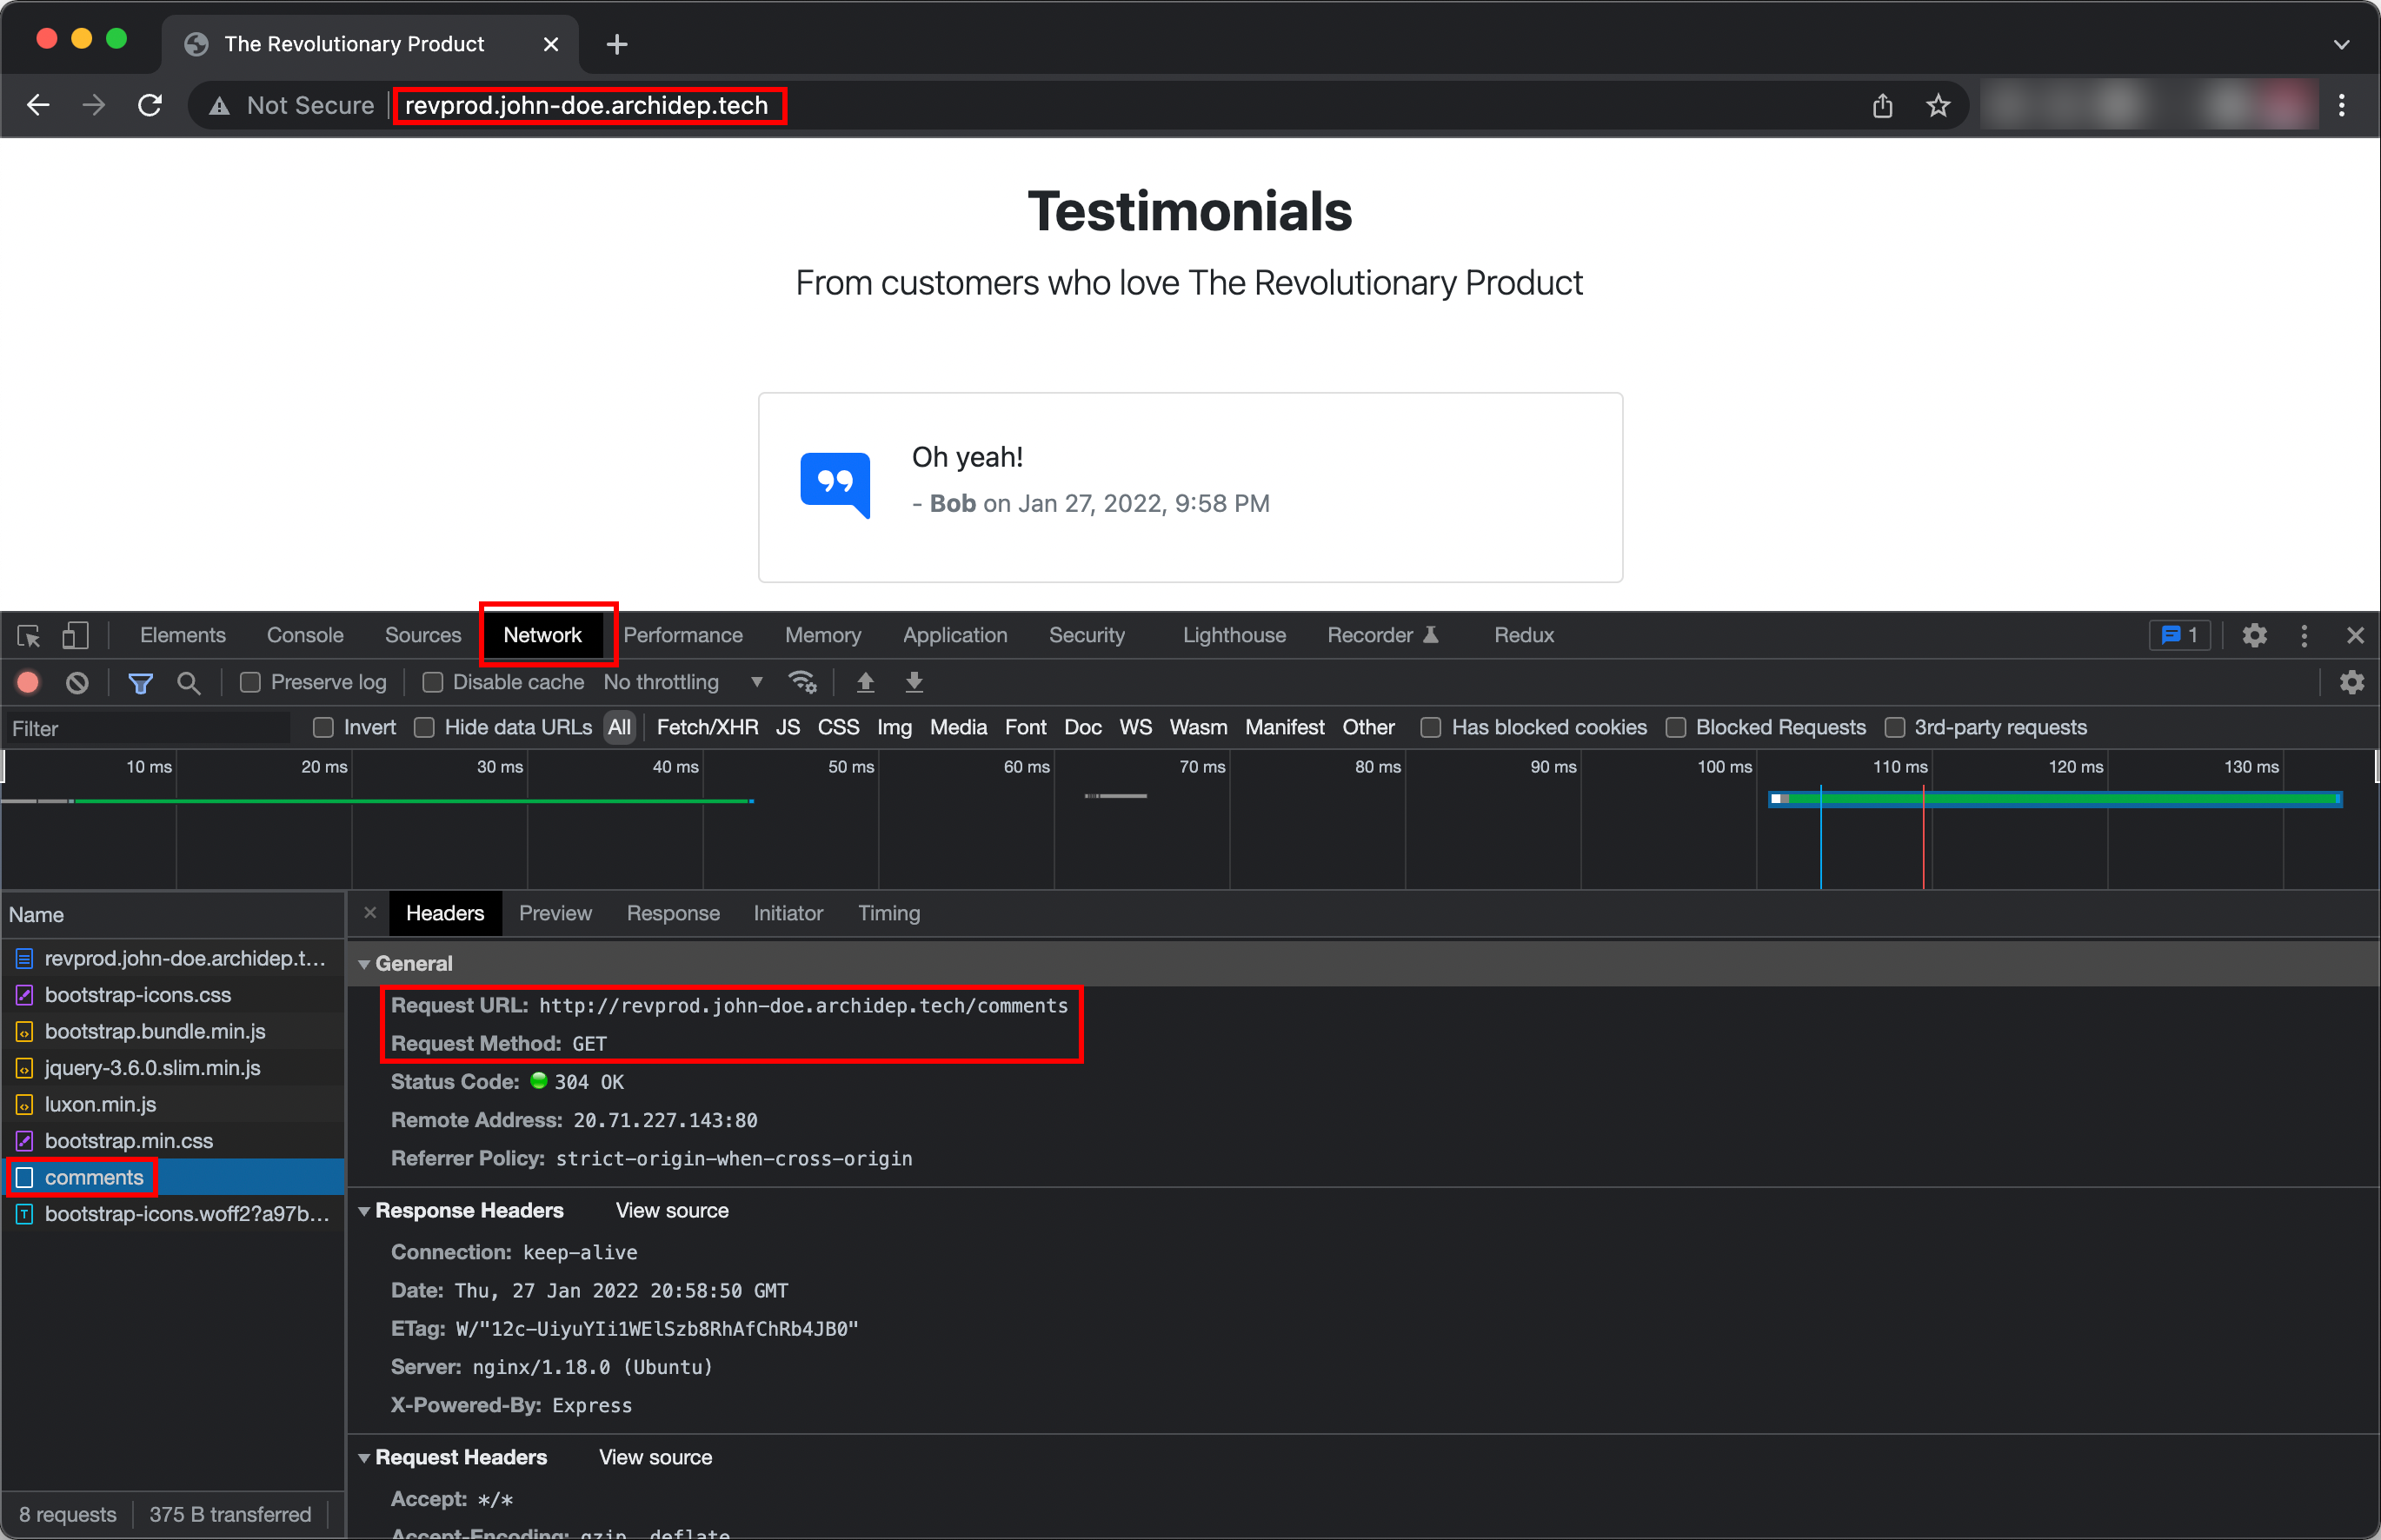 The Revolutionary Product
Not Secure | revprod.john-doe.archidep.tech
Testimonials
From customers who love The Revolutionary Product
Oh yeah!
- Bob on Jan 27, 2022, 9:58 PM
Elements Console Sources Network Performance Memory Application Security Lighthouse Recorder Redux 1
Preserve log Disable cache No throttling
Filter Invert Hide data URLs All Fetch/XHR JS CSS Img Media Font Doc WS Wasm Manifest Other Has blocked cookies Blocked Requests 3rd-party requests
10 ms 20 ms 30 ms 40 ms 50 ms 60 ms 70 ms 80 ms 90 ms 100 ms 110 ms 120 ms 130 ms
Name
revprod.john-doe.archidep.t...
bootstrap-icons.css
bootstrap.bundle.min.js
jquery-3.6.0.slim.min.js
luxon.min.js
bootstrap.min.css
comments
bootstrap-icons.woff2?a97b...
8 requests 375 B transferred
Headers Preview Response Initiator Timing
General
Request URL: http://revprod.john-doe.archidep.tech/comments
Request Method: GET
Status Code: 304 OK
Remote Address: 20.71.227.143:80
Referrer Policy: strict-origin-when-cross-origin
Response Headers View source
Connection: keep-alive
Date: Thu, 27 Jan 2022 20:58:50 GMT
ETag: W/"12c-UiyuYIi1WElSzb8RhAfChRb4JB0"
Server: nginx/1.18.0 (Ubuntu)
X-Powered-By: Express
Request Headers View source
Accept: */*
Accept-Encoding: gzip, deflate